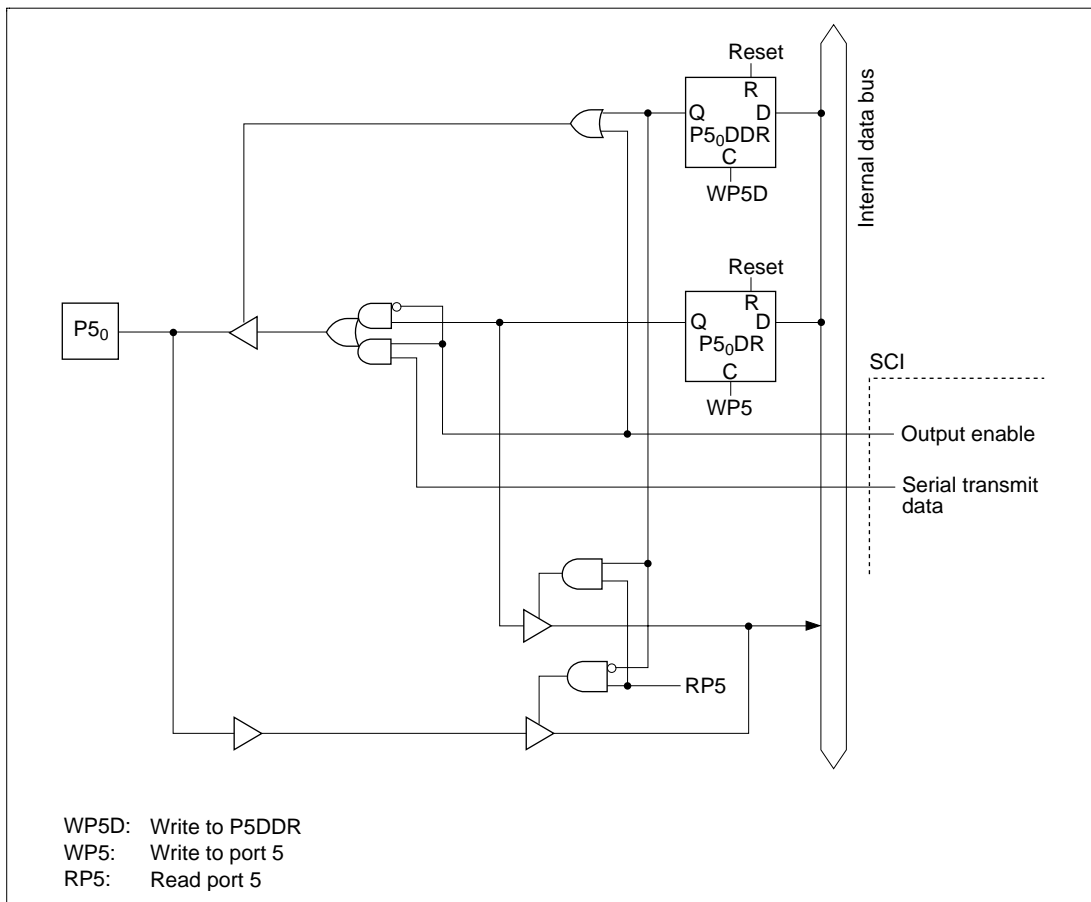 Reset
R
Q D
P5₀DDR
C
WP5D
Internal data bus
Reset
R
Q D
P5₀DR
C
WP5
P5₀
SCI
Output enable
Serial transmit
data
RP5
WP5D: Write to P5DDR
WP5: Write to port 5
RP5: Read port 5